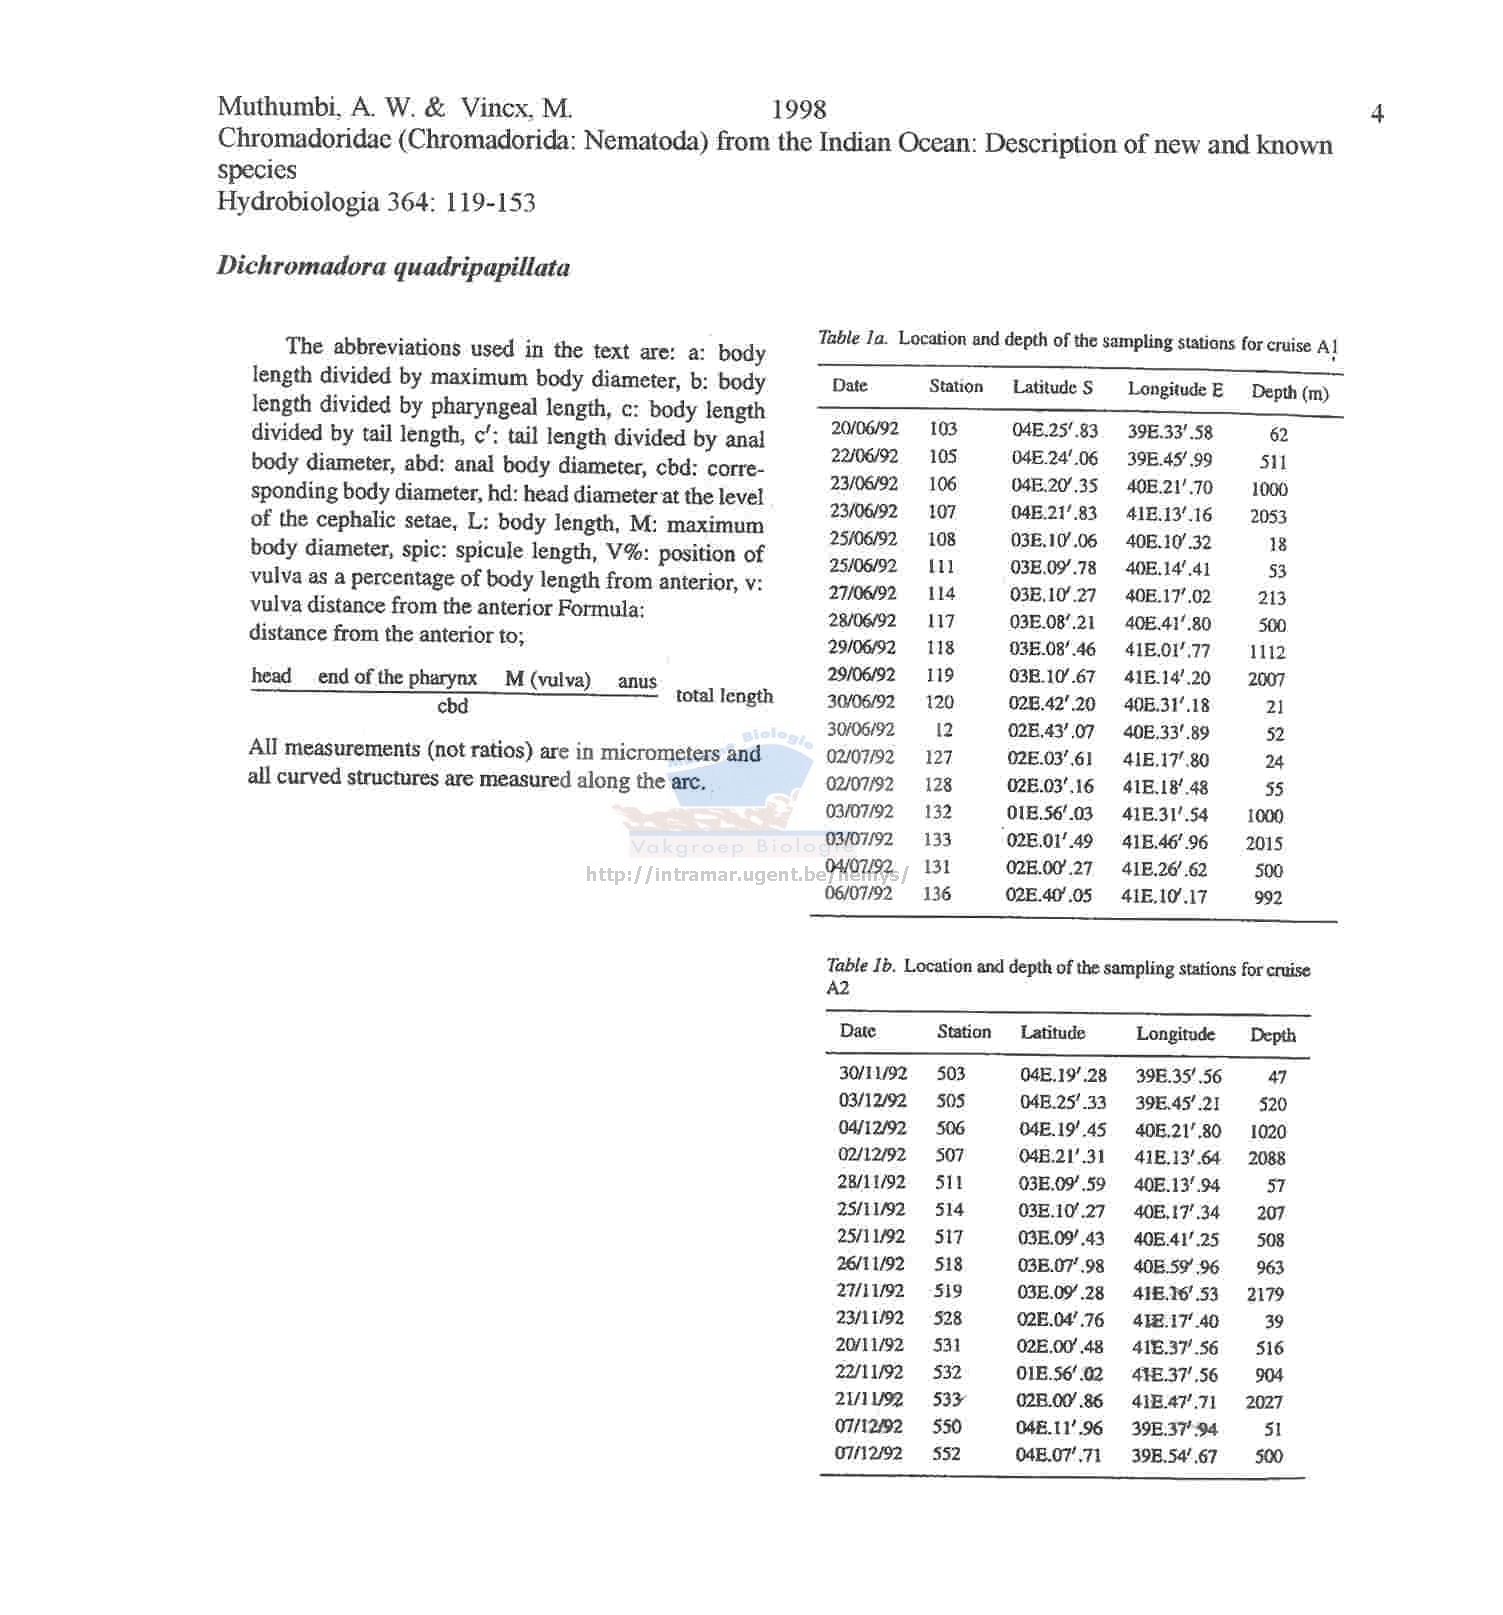 Muthumbi, A. W. & Vincx, M. 1998 4
Chromadoridae (Chromadorida: Nematoda) from the Indian Ocean: Description of new and known
species
Hydrobiologia 364: 119-153
Dichromadora quadripapillata
The abbreviations used in the text are: a: body
length divided by maximum body diameter, b: body
length divided by pharyngeal length, c: body length
divided by tail length, c′: tail length divided by anal
body diameter, abd: anal body diameter, cbd: corre-
sponding body diameter, hd: head diameter at the level
of the cephalic setae, L: body length, M: maximum
body diameter, spic: spicule length, V%: position of
vulva as a percentage of body length from anterior, v:
vulva distance from the anterior Formula:
distance from the anterior to;
head end of the pharynx M (vulva) anus
cbd
total length
All measurements (not ratios) are in micrometers and
all curved structures are measured along the arc.
Biologie
Vakgroep Biologie
http://intramar.ugent.be/nemys/
Table 1a. Location and depth of the sampling stations for cruise A1
Date Station Latitude S Longitude E Depth (m)
20/06/92 103 04E.25′.83 39E.33′.58 62
22/06/92 105 04E.24′.06 39E.45′.99 511
23/06/92 106 04E.20′.35 40E.21′.70 1000
23/06/92 107 04E.21′.83 41E.13′.16 2053
25/06/92 108 03E.10′.06 40E.10′.32 18
25/06/92 111 03E.09′.78 40E.14′.41 53
27/06/92 114 03E.10′.27 40E.17′.02 213
28/06/92 117 03E.08′.21 40E.41′.80 500
29/06/92 118 03E.08′.46 41E.01′.77 1112
29/06/92 119 03E.10′.67 41E.14′.20 2007
30/06/92 120 02E.42′.20 40E.31′.18 21
30/06/92 12 02E.43′.07 40E.33′.89 52
02/07/92 127 02E.03′.61 41E.17′.80 24
02/07/92 128 02E.03′.16 41E.18′.48 55
03/07/92 132 01E.56′.03 41E.31′.54 1000
03/07/92 133 02E.01′.49 41E.46′.96 2015
04/07/92 131 02E.00′.27 41E.26′.62 500
06/07/92 136 02E.40′.05 41E.10′.17 992
Table 1b. Location and depth of the sampling stations for cruise
A2
Date Station Latitude Longitude Depth
30/11/92 503 04E.19′.28 39E.35′.56 47
03/12/92 505 04E.25′.33 39E.45′.21 520
04/12/92 506 04E.19′.45 40E.21′.80 1020
02/12/92 507 04E.21′.31 41E.13′.64 2088
28/11/92 511 03E.09′.59 40E.13′.94 57
25/11/92 514 03E.10′.27 40E.17′.34 207
25/11/92 517 03E.09′.43 40E.41′.25 508
26/11/92 518 03E.07′.98 40E.59′.96 963
27/11/92 519 03E.09′.28 41E.16′.53 2179
23/11/92 528 02E.04′.76 41E.17′.40 39
20/11/92 531 02E.00′.48 41E.37′.56 516
22/11/92 532 01E.56′.02 41E.37′.56 904
21/11/92 533 02E.00′.86 41E.47′.71 2027
07/12/92 550 04E.11′.96 39E.37′.94 51
07/12/92 552 04E.07′.71 39E.54′.67 500